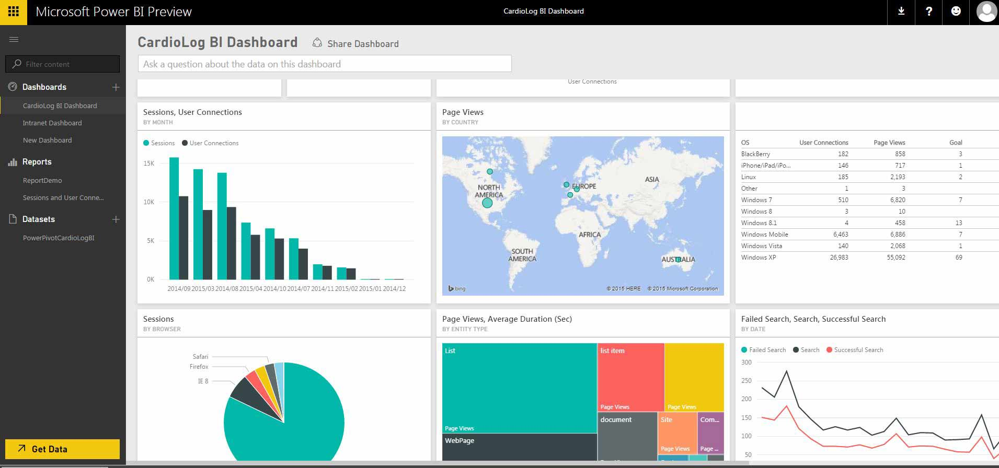 Microsoft Power BI Preview
CardioLog BI Dashboard
?
CardioLog BI Dashboard
Share Dashboard
Ask a question about the data on this dashboard
Filter content
Dashboards
CardioLog BI Dashboard
Intranet Dashboard
New Dashboard
Reports
ReportDemo
Sessions and User Conne...
Datasets
PowerPivotCardioLogBI
Get Data
User Connections
Sessions, User Connections
BY MONTH
Sessions User Connections
15K
10K
5K
0K
2014/09 2015/03 2014/08 2015/04 2014/10 2014/07 2014/11 2015/02 2015/01 2014/12
Page Views
BY COUNTRY
NORTH
AMERICA
EUROPE
ASIA
AFRICA
SOUTH
AMERICA
AUSTRALIA
bing
© 2015 HERE © 2015 Microsoft Corporation
OS User Connections Page Views Goal
BlackBerry 182 858 3
iPhone/iPad/iPo... 146 717 1
Linux 185 2,193 2
Other 1 3
Windows 7 510 6,820 7
Windows 8 3 10
Windows 8.1 4 458 13
Windows Mobile 6,463 6,886 7
Windows Vista 140 2,068 1
Windows XP 26,983 55,092 69
Sessions
BY BROWSER
Safari
Firefox
IE 8
Page Views, Average Duration (Sec)
BY ENTITY TYPE
List
Page Views
WebPage
list item
Page Views
Page Views
document
Site
Page Views
Com...
Page ...
Failed Search, Search, Successful Search
BY DATE
Failed Search Search Successful Search
300
250
200
150
100
50